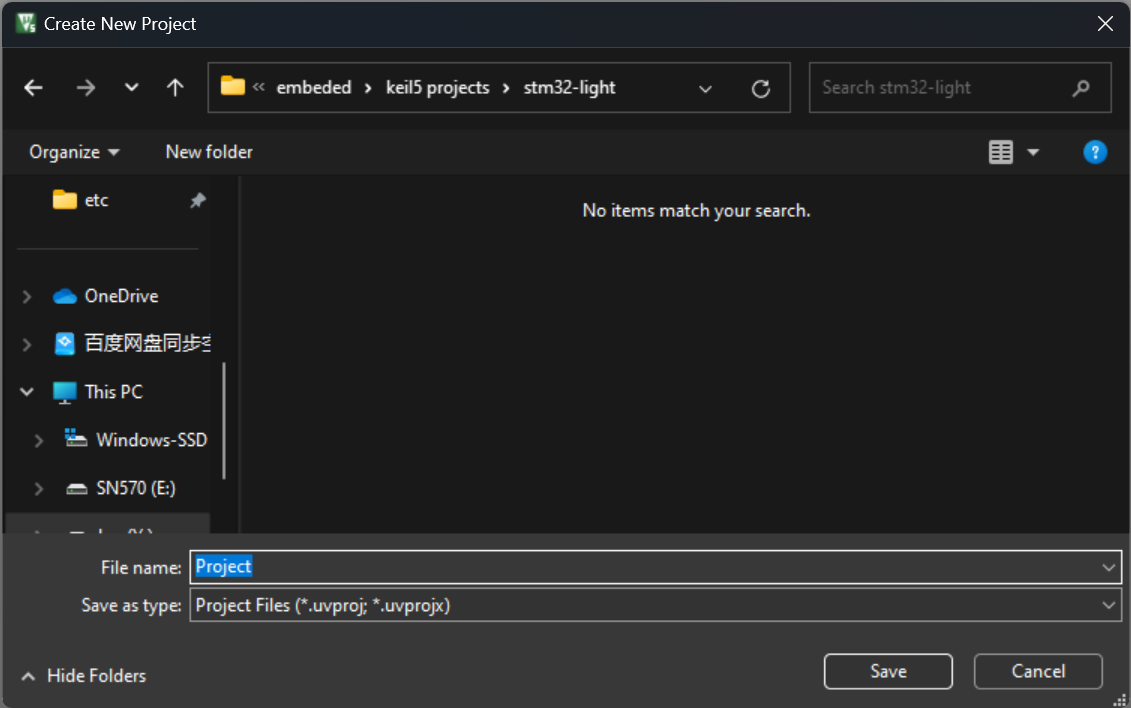 Create New Project
« embeded › keil5 projects › stm32-light
Search stm32-light
Organize
New folder
?
etc
No items match your search.
OneDrive
百度网盘同步空
This PC
Windows-SSD
SN570 (E:)
File name: Project
Save as type: Project Files (*.uvproj; *.uvprojx)
Hide Folders
Save
Cancel